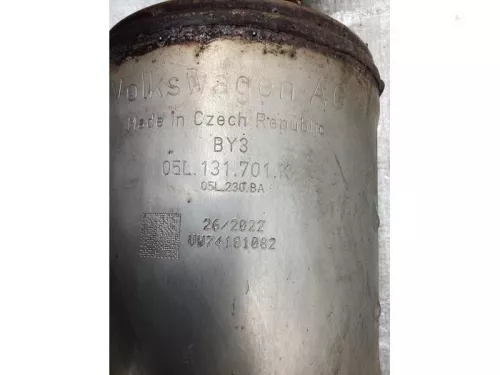 Volkswagen AG
Made in Czech Republic
BY3
05L.131.701.K
05L.230.BA
26/2022
VW74181082